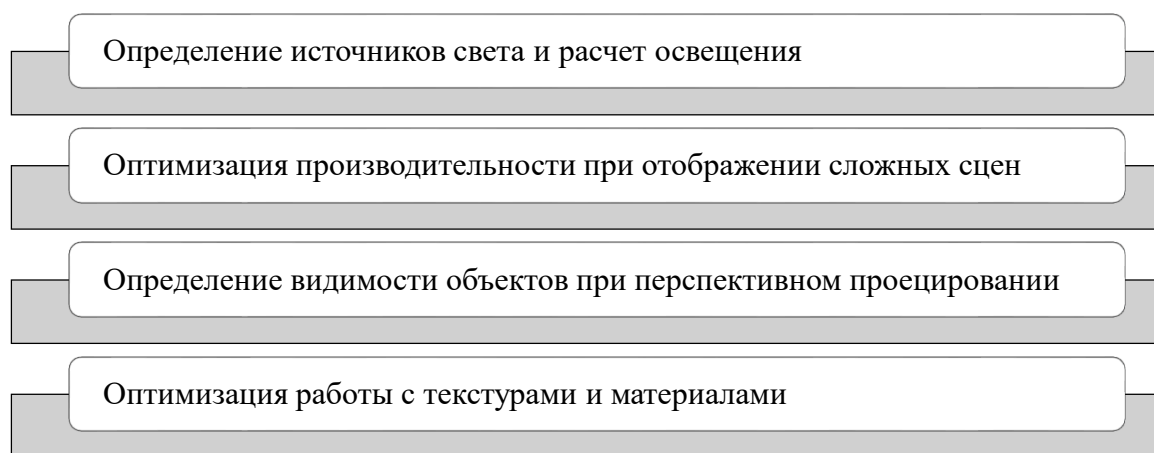 Определение источников света и расчет освещения
Оптимизация производительности при отображении сложных сцен
Определение видимости объектов при перспективном проецировании
Оптимизация работы с текстурами и материалами